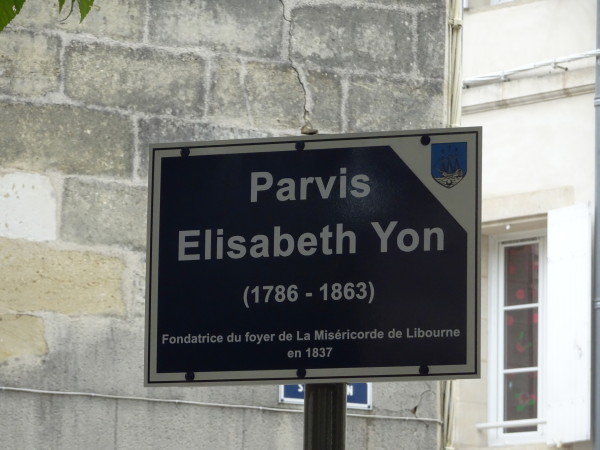 Parvis
Elisabeth Yon
(1786 - 1863)
Fondatrice du foyer de La Miséricorde de Libourne
en 1837